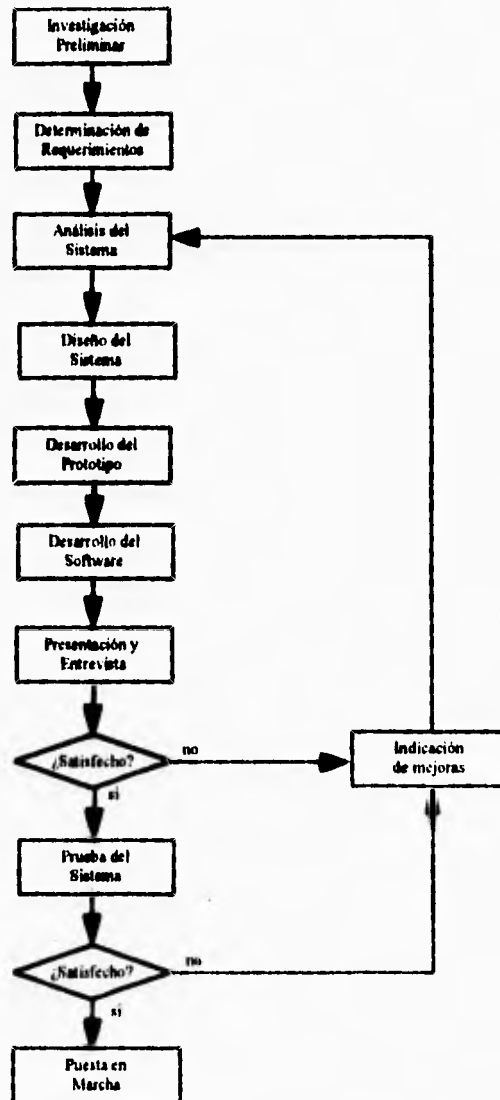 Investigación
Preliminar
Determinación de
Requerimientos
Análisis del
Sistema
Diseño del
Sistema
Desarrollo del
Prototipo
Desarrollo del
Software
Presentación y
Entrevista
¿Satisfecho?
no
si
Indicación
de mejoras
Prueba del
Sistema
¿Satisfecho?
no
si
Puesta en
Marcha